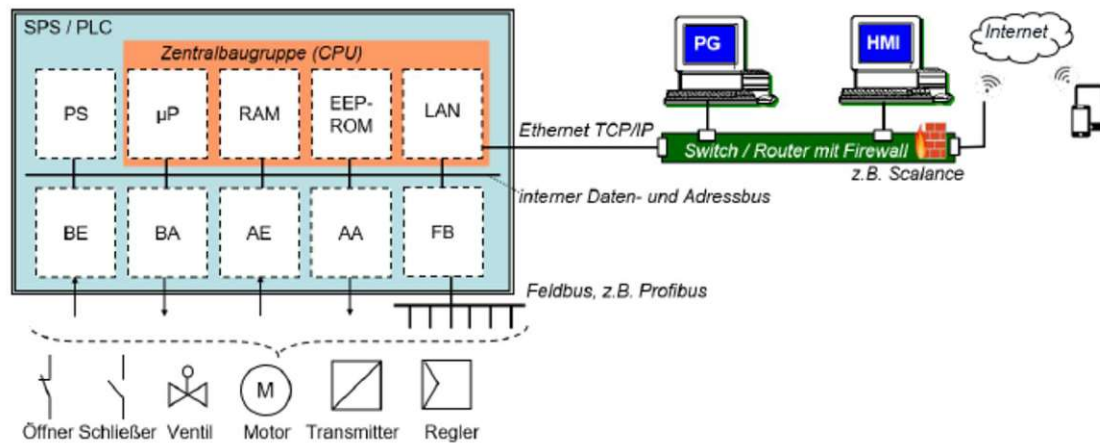 SPS / PLC
Zentralbaugruppe (CPU)
PS
µP
RAM
EEP-
ROM
LAN
BE
BA
AE
AA
FB
Ethernet TCP/IP
PG
HMI
Internet
Switch / Router mit Firewall
z.B. Scalance
interner Daten- und Adressbus
Feldbus, z.B. Profibus
M
Öffner
Schließer
Ventil
Motor
Transmitter
Regler